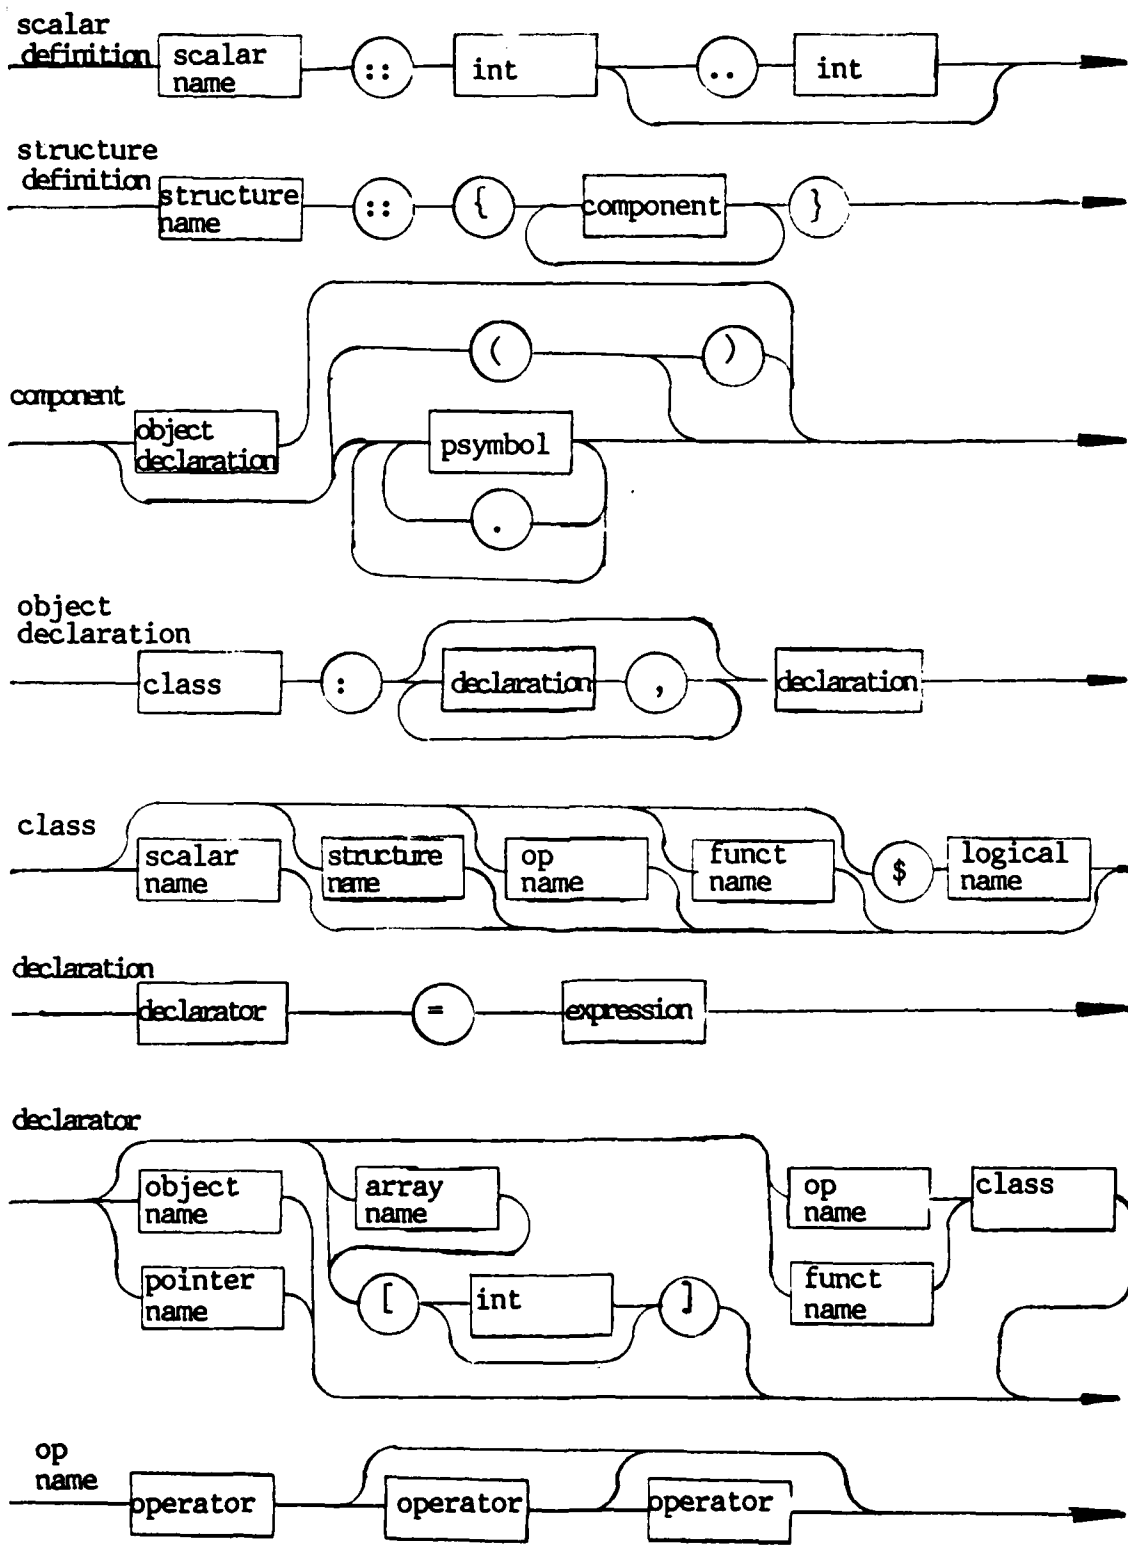 scalar
definition
scalar
name
::
int
..
int
structure
definition
structure
name
::
{
component
}
component
(
)
object
declaration
psymbol
.
object
declaration
class
:
declaration
,
declaration
class
scalar
name
structure
name
op
name
funct
name
$
logical
name
declaration
declarator
=
expression
declarator
object
name
array
name
op
name
class
pointer
name
[
int
]
funct
name
op
name
operator
operator
operator